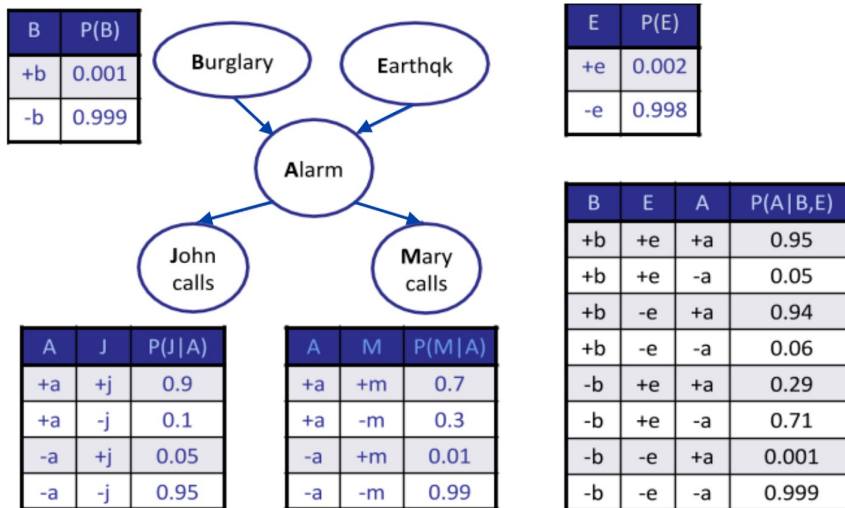 B P(B)
+b 0.001
-b 0.999
Burglary
Earthqk
E P(E)
+e 0.002
-e 0.998
Alarm
John
calls
Mary
calls
A J P(J|A)
+a +j 0.9
+a -j 0.1
-a +j 0.05
-a -j 0.95
A M P(M|A)
+a +m 0.7
+a -m 0.3
-a +m 0.01
-a -m 0.99
B E A P(A|B,E)
+b +e +a 0.95
+b +e -a 0.05
+b -e +a 0.94
+b -e -a 0.06
-b +e +a 0.29
-b +e -a 0.71
-b -e +a 0.001
-b -e -a 0.999